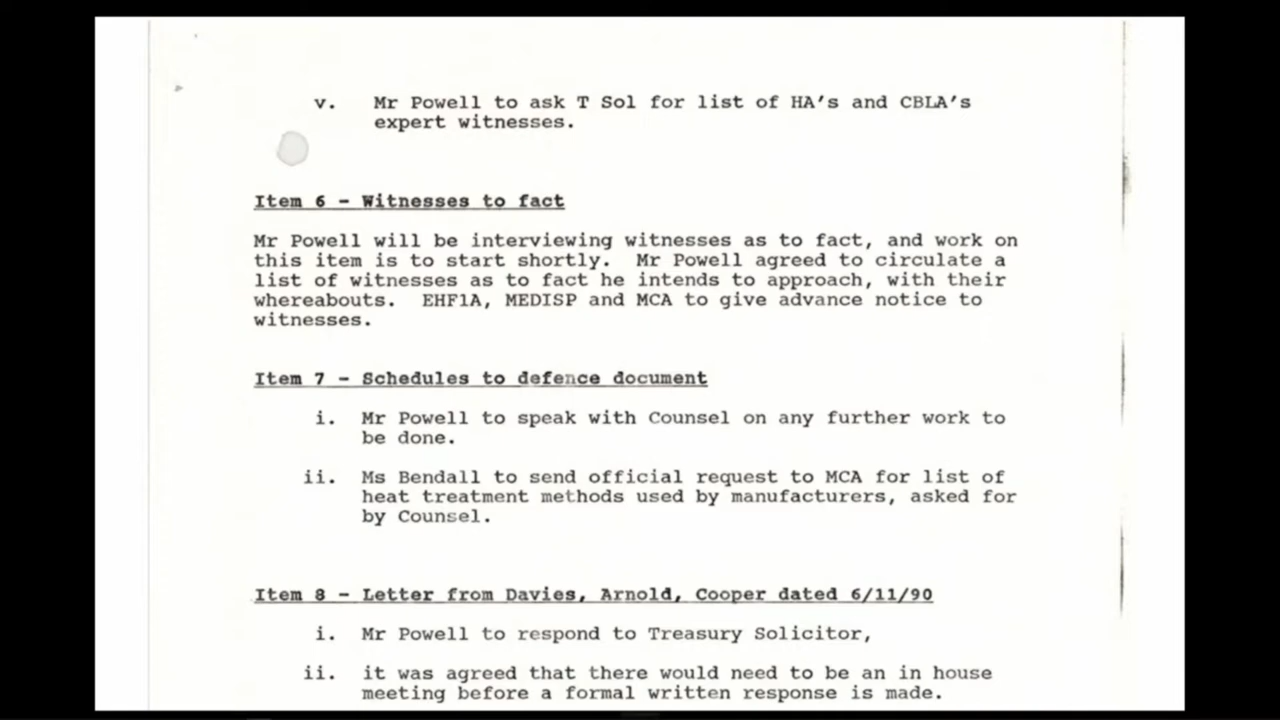 v. Mr Powell to ask T Sol for list of HA's and CBLA's
expert witnesses.
Item 6 - Witnesses to fact
Mr Powell will be interviewing witnesses as to fact, and work on
this item is to start shortly. Mr Powell agreed to circulate a
list of witnesses as to fact he intends to approach, with their
whereabouts. EHF1A, MEDISP and MCA to give advance notice to
witnesses.
Item 7 - Schedules to defence document
i. Mr Powell to speak with Counsel on any further work to
be done.
ii. Ms Bendall to send official request to MCA for list of
heat treatment methods used by manufacturers, asked for
by Counsel.
Item 8 - Letter from Davies, Arnold, Cooper dated 6/11/90
i. Mr Powell to respond to Treasury Solicitor,
ii. it was agreed that there would need to be an in house
meeting before a formal written response is made.